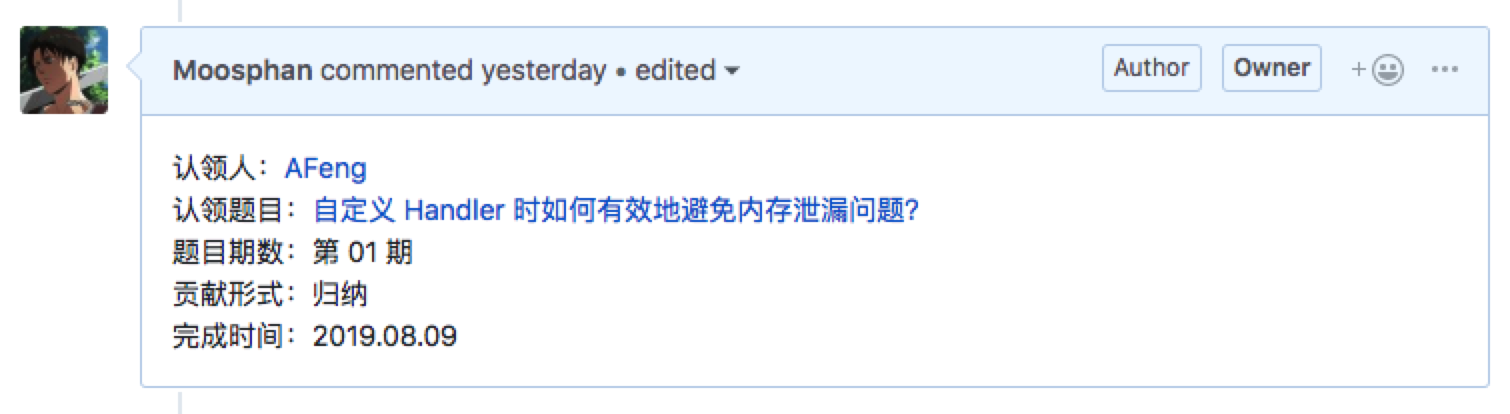 Moosphan commented yesterday • edited
Author
Owner
认领人：AFeng
认领题目：自定义 Handler 时如何有效地避免内存泄漏问题?
题目期数：第 01 期
贡献形式：归纳
完成时间：2019.08.09